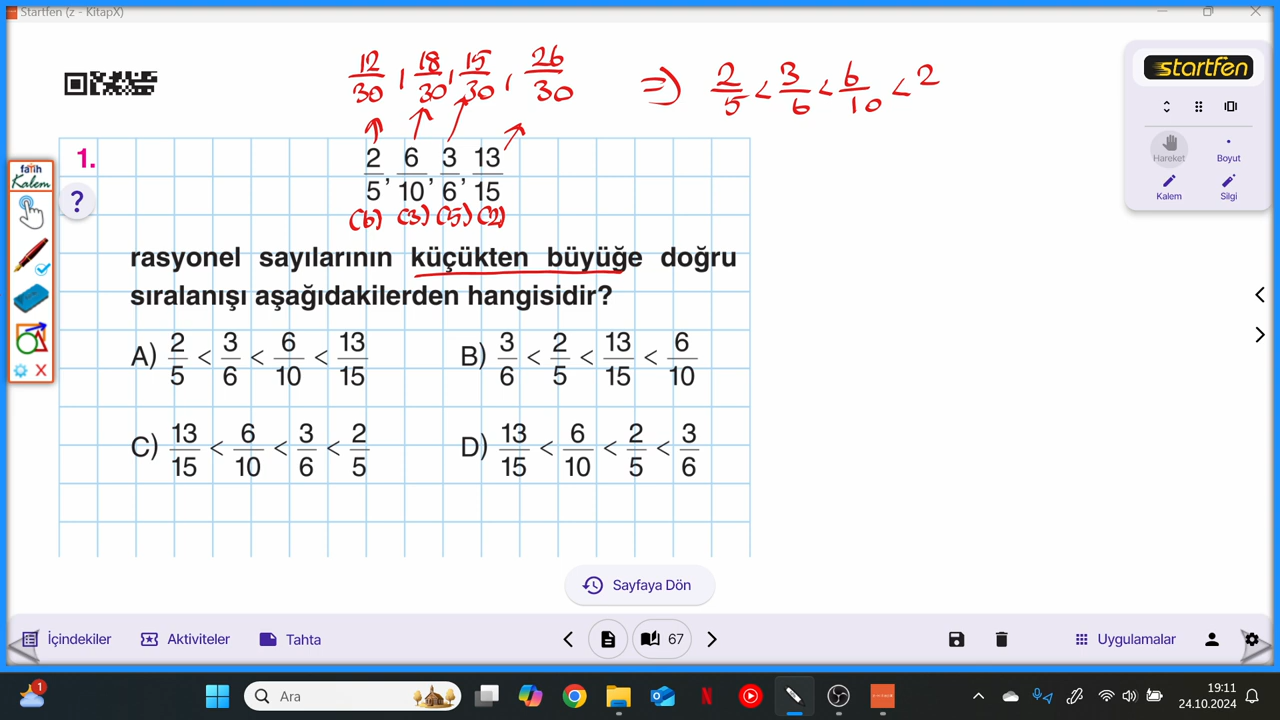 Startfen (z - KitapX)
12/30, 18/30, 15/30, 26/30 => 2/5 < 3/6 < 6/10 < 2
startfen
1. 2/5, 6/10, 3/6, 13/15
(6) (3) (5) (2)
fatih
Kalem
?
Hareket
Boyut
Kalem
Silgi
rasyonel sayılarının küçükten büyüğe doğru
sıralanışı aşağıdakilerden hangisidir?
A) 2/5 < 3/6 < 6/10 < 13/15
B) 3/6 < 2/5 < 13/15 < 6/10
C) 13/15 < 6/10 < 3/6 < 2/5
D) 13/15 < 6/10 < 2/5 < 3/6
Sayfaya Dön
İçindekiler
Aktiviteler
Tahta
67
Uygulamalar
1
Ara
19:11
24.10.2024